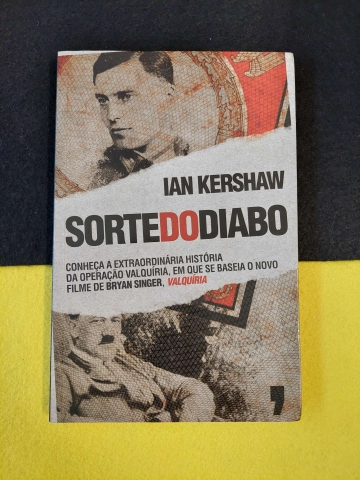 IAN KERSHAW
SORTEDODIABO
CONHEÇA A EXTRAORDINÁRIA HISTÓRIA
DA OPERAÇÃO VALQUÍRIA, EM QUE SE BASEIA O NOVO
FILME DE BRYAN SINGER, VALQUÍRIA